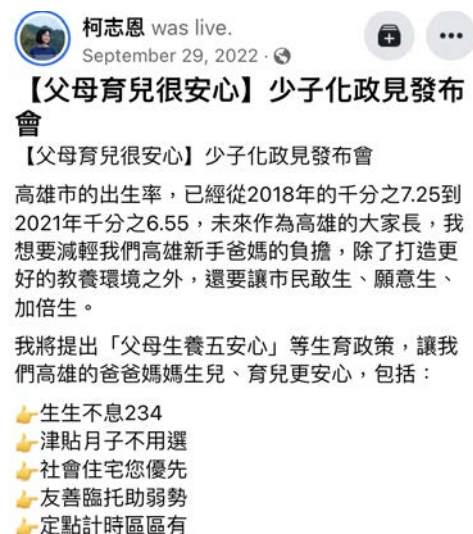 柯志恩 was live.
September 29, 2022 ·
【父母育兒很安心】少子化政見發布
會
【父母育兒很安心】少子化政見發布會
高雄市的出生率，已經從2018年的千分之7.25到
2021年千分之6.55，未來作為高雄的大家長，我
想要減輕我們高雄新手爸媽的負擔，除了打造更
好的教養環境之外，還要讓市民敢生、願意生、
加倍生。
我將提出「父母生養五安心」等生育政策，讓我
們高雄的爸爸媽媽生兒、育兒更安心，包括：
👉生生不息234
👉津貼月子不用選
👉社會住宅您優先
👉友善臨托助弱勢
👉定點計時區區有